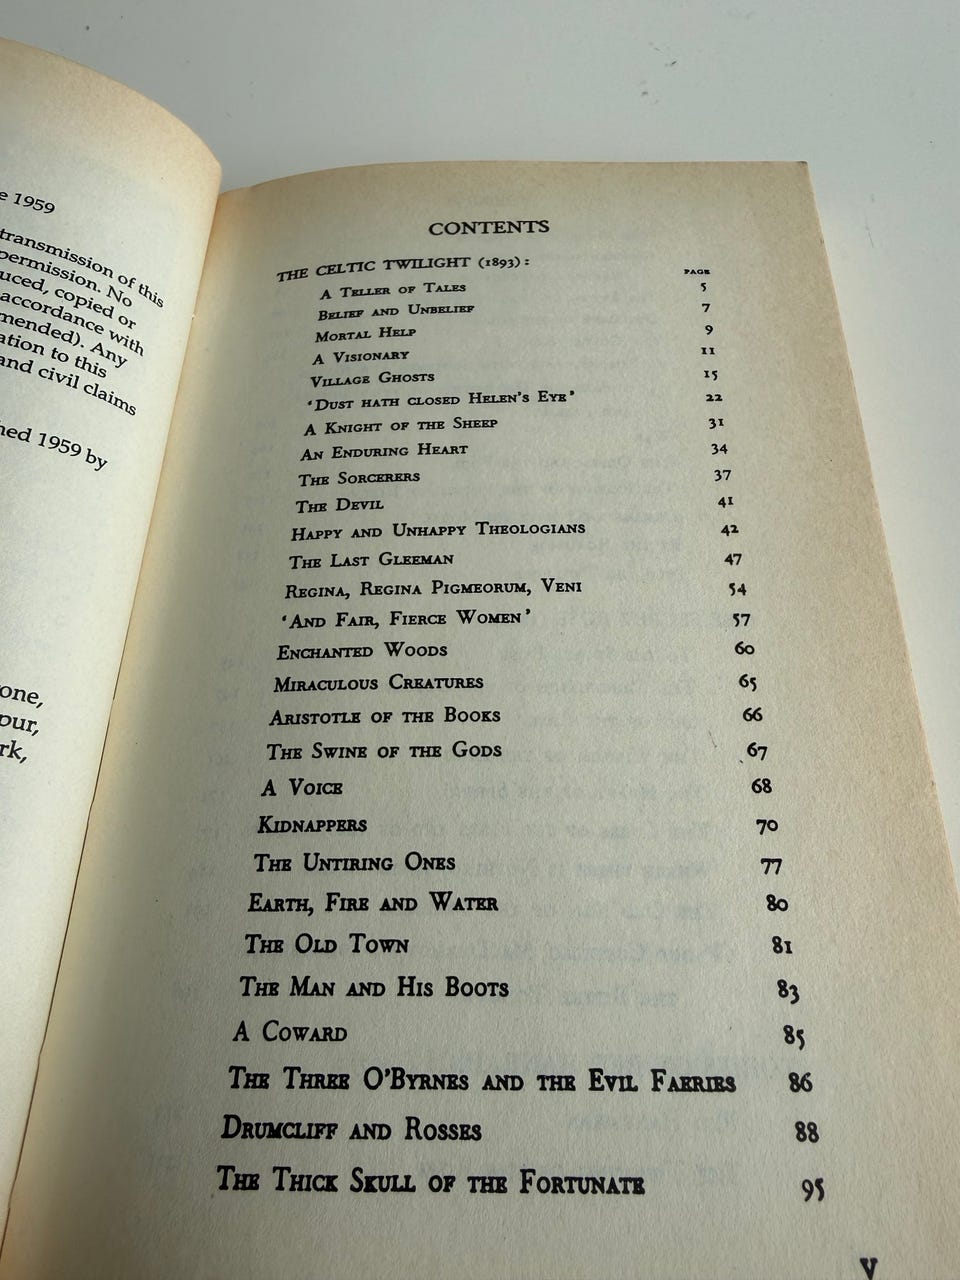 e 1959
transmission of this
permission. No
uced, copied or
accordance with
mended). Any
ation to this
and civil claims
hed 1959 by
one,
pur,
rk,
CONTENTS
THE CELTIC TWILIGHT (1893):
PAGE
A Teller of Tales 5
Belief and Unbelief 7
Mortal Help 9
A Visionary 11
Village Ghosts 15
'Dust hath closed Helen's Eye' 22
A Knight of the Sheep 31
An Enduring Heart 34
The Sorcerers 37
The Devil 41
Happy and Unhappy Theologians 42
The Last Gleeman 47
Regina, Regina Pigmeorum, Veni 54
'And Fair, Fierce Women' 57
Enchanted Woods 60
Miraculous Creatures 65
Aristotle of the Books 66
The Swine of the Gods 67
A Voice 68
Kidnappers 70
The Untiring Ones 77
Earth, Fire and Water 80
The Old Town 81
The Man and His Boots 83
A Coward 85
The Three O'Byrnes and the Evil Faeries 86
Drumcliff and Rosses 88
The Thick Skull of the Fortunate 95
v